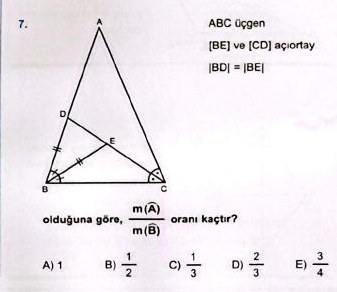 7.
ABC üçgen
[BE] ve [CD] açıortay
|BD| = |BE|
A
D
E
B
C
olduğuna göre, m(Â) / m(B̂) oranı kaçtır?
A) 1 B) 1/2 C) 1/3 D) 2/3 E) 3/4